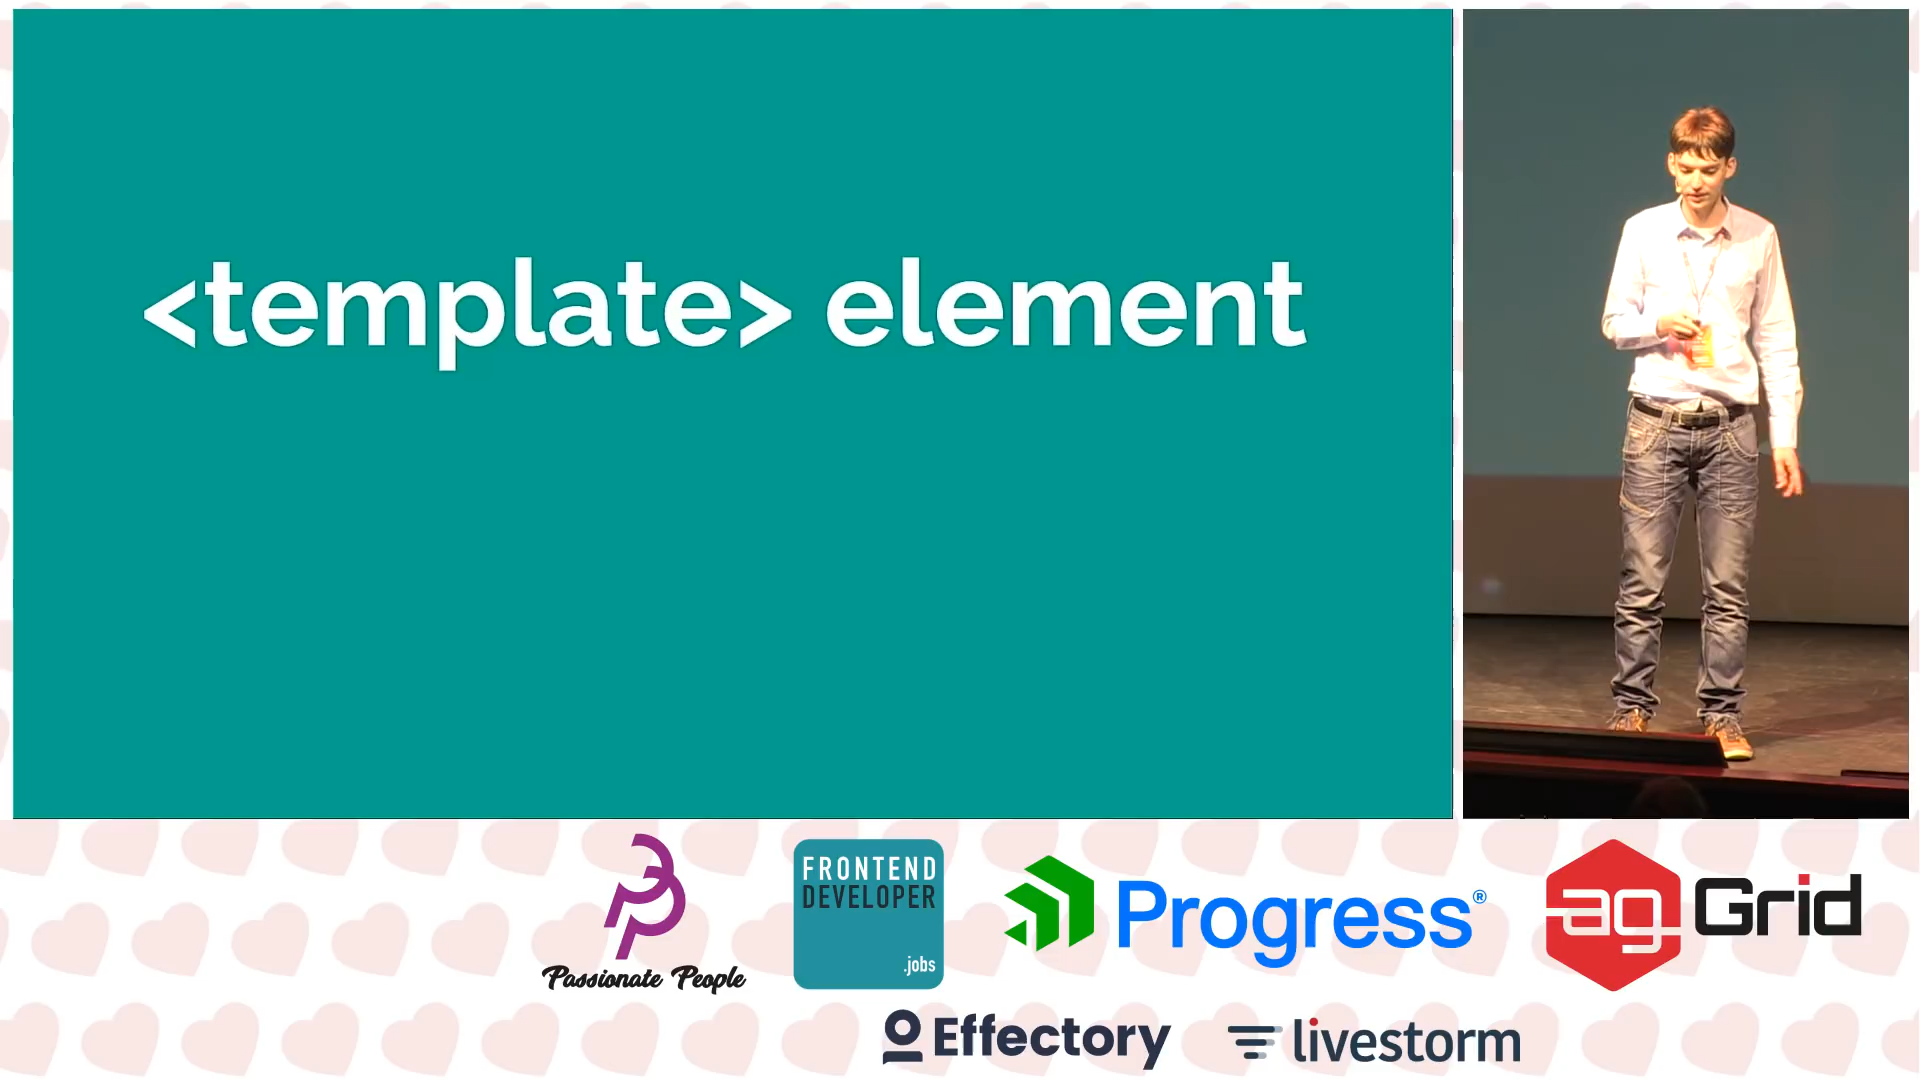 <template> element
Passionate People
FRONTEND
DEVELOPER
.jobs
Progress®
ag Grid
Effectory
livestorm